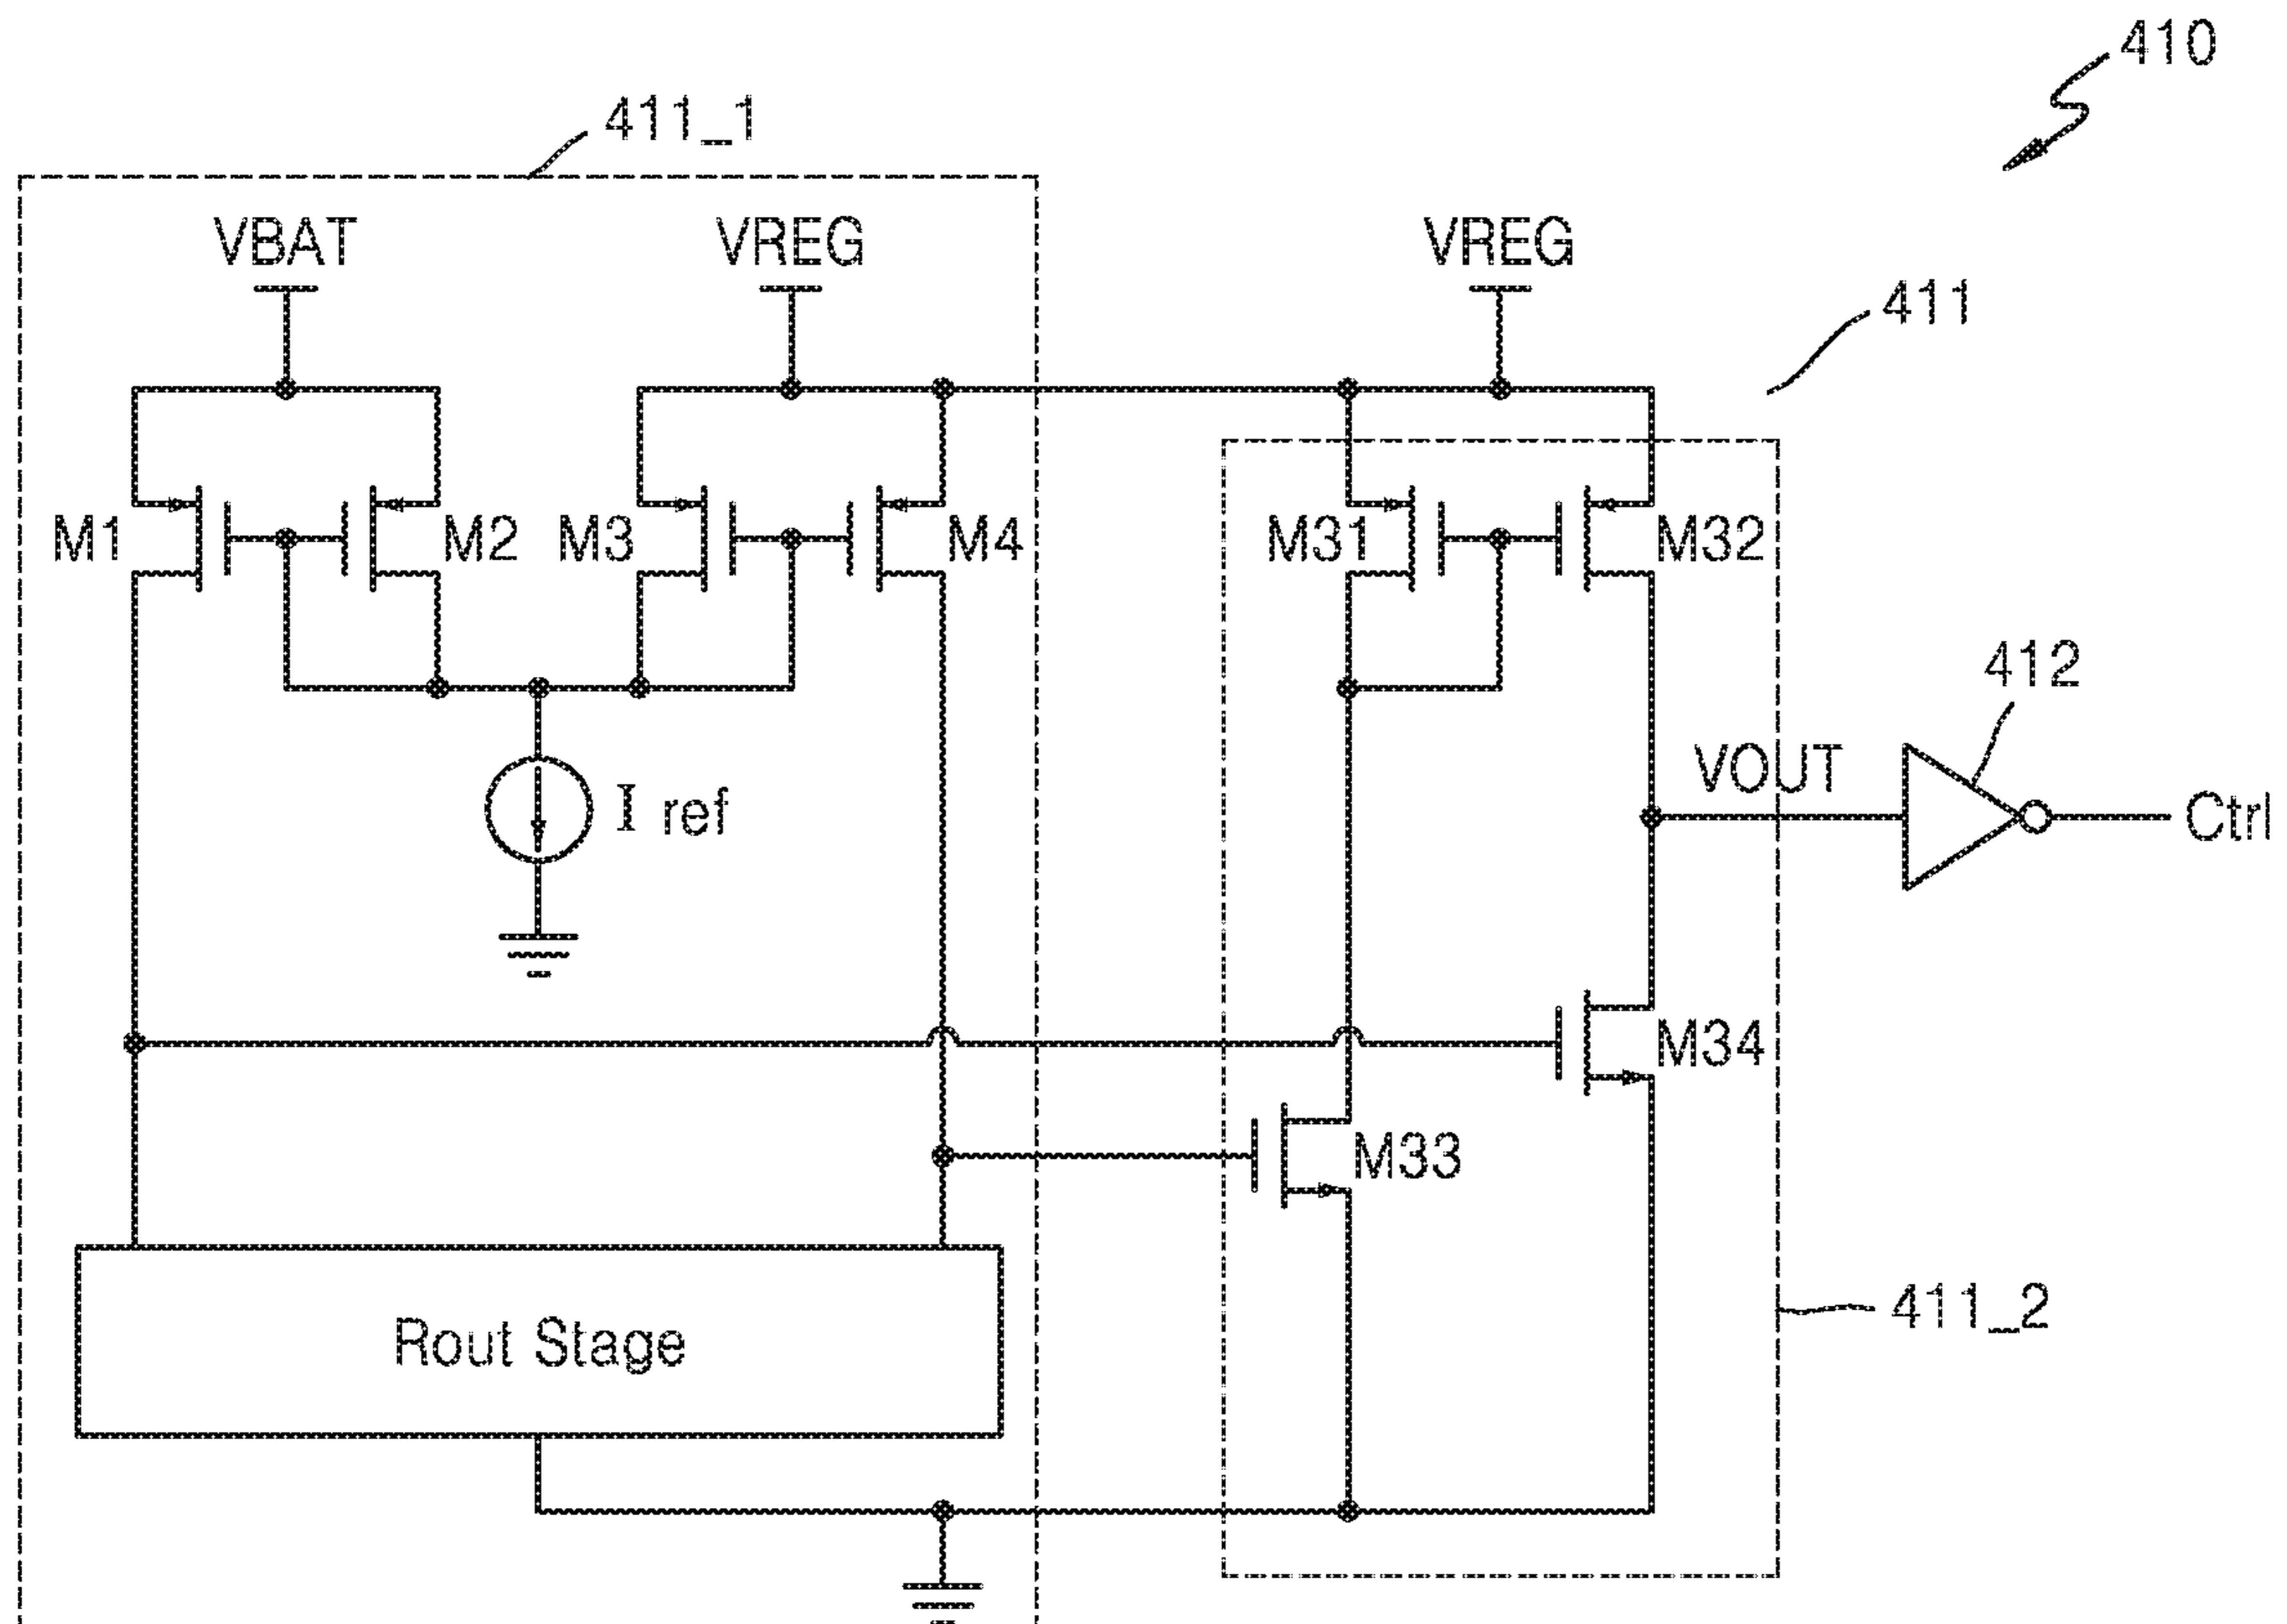 410
411_1
VBAT
VREG
VREG
411
M1
M2
M3
M4
M31
M32
412
VOUT
I ref
Ctrl
M34
M33
411_2
Rout Stage